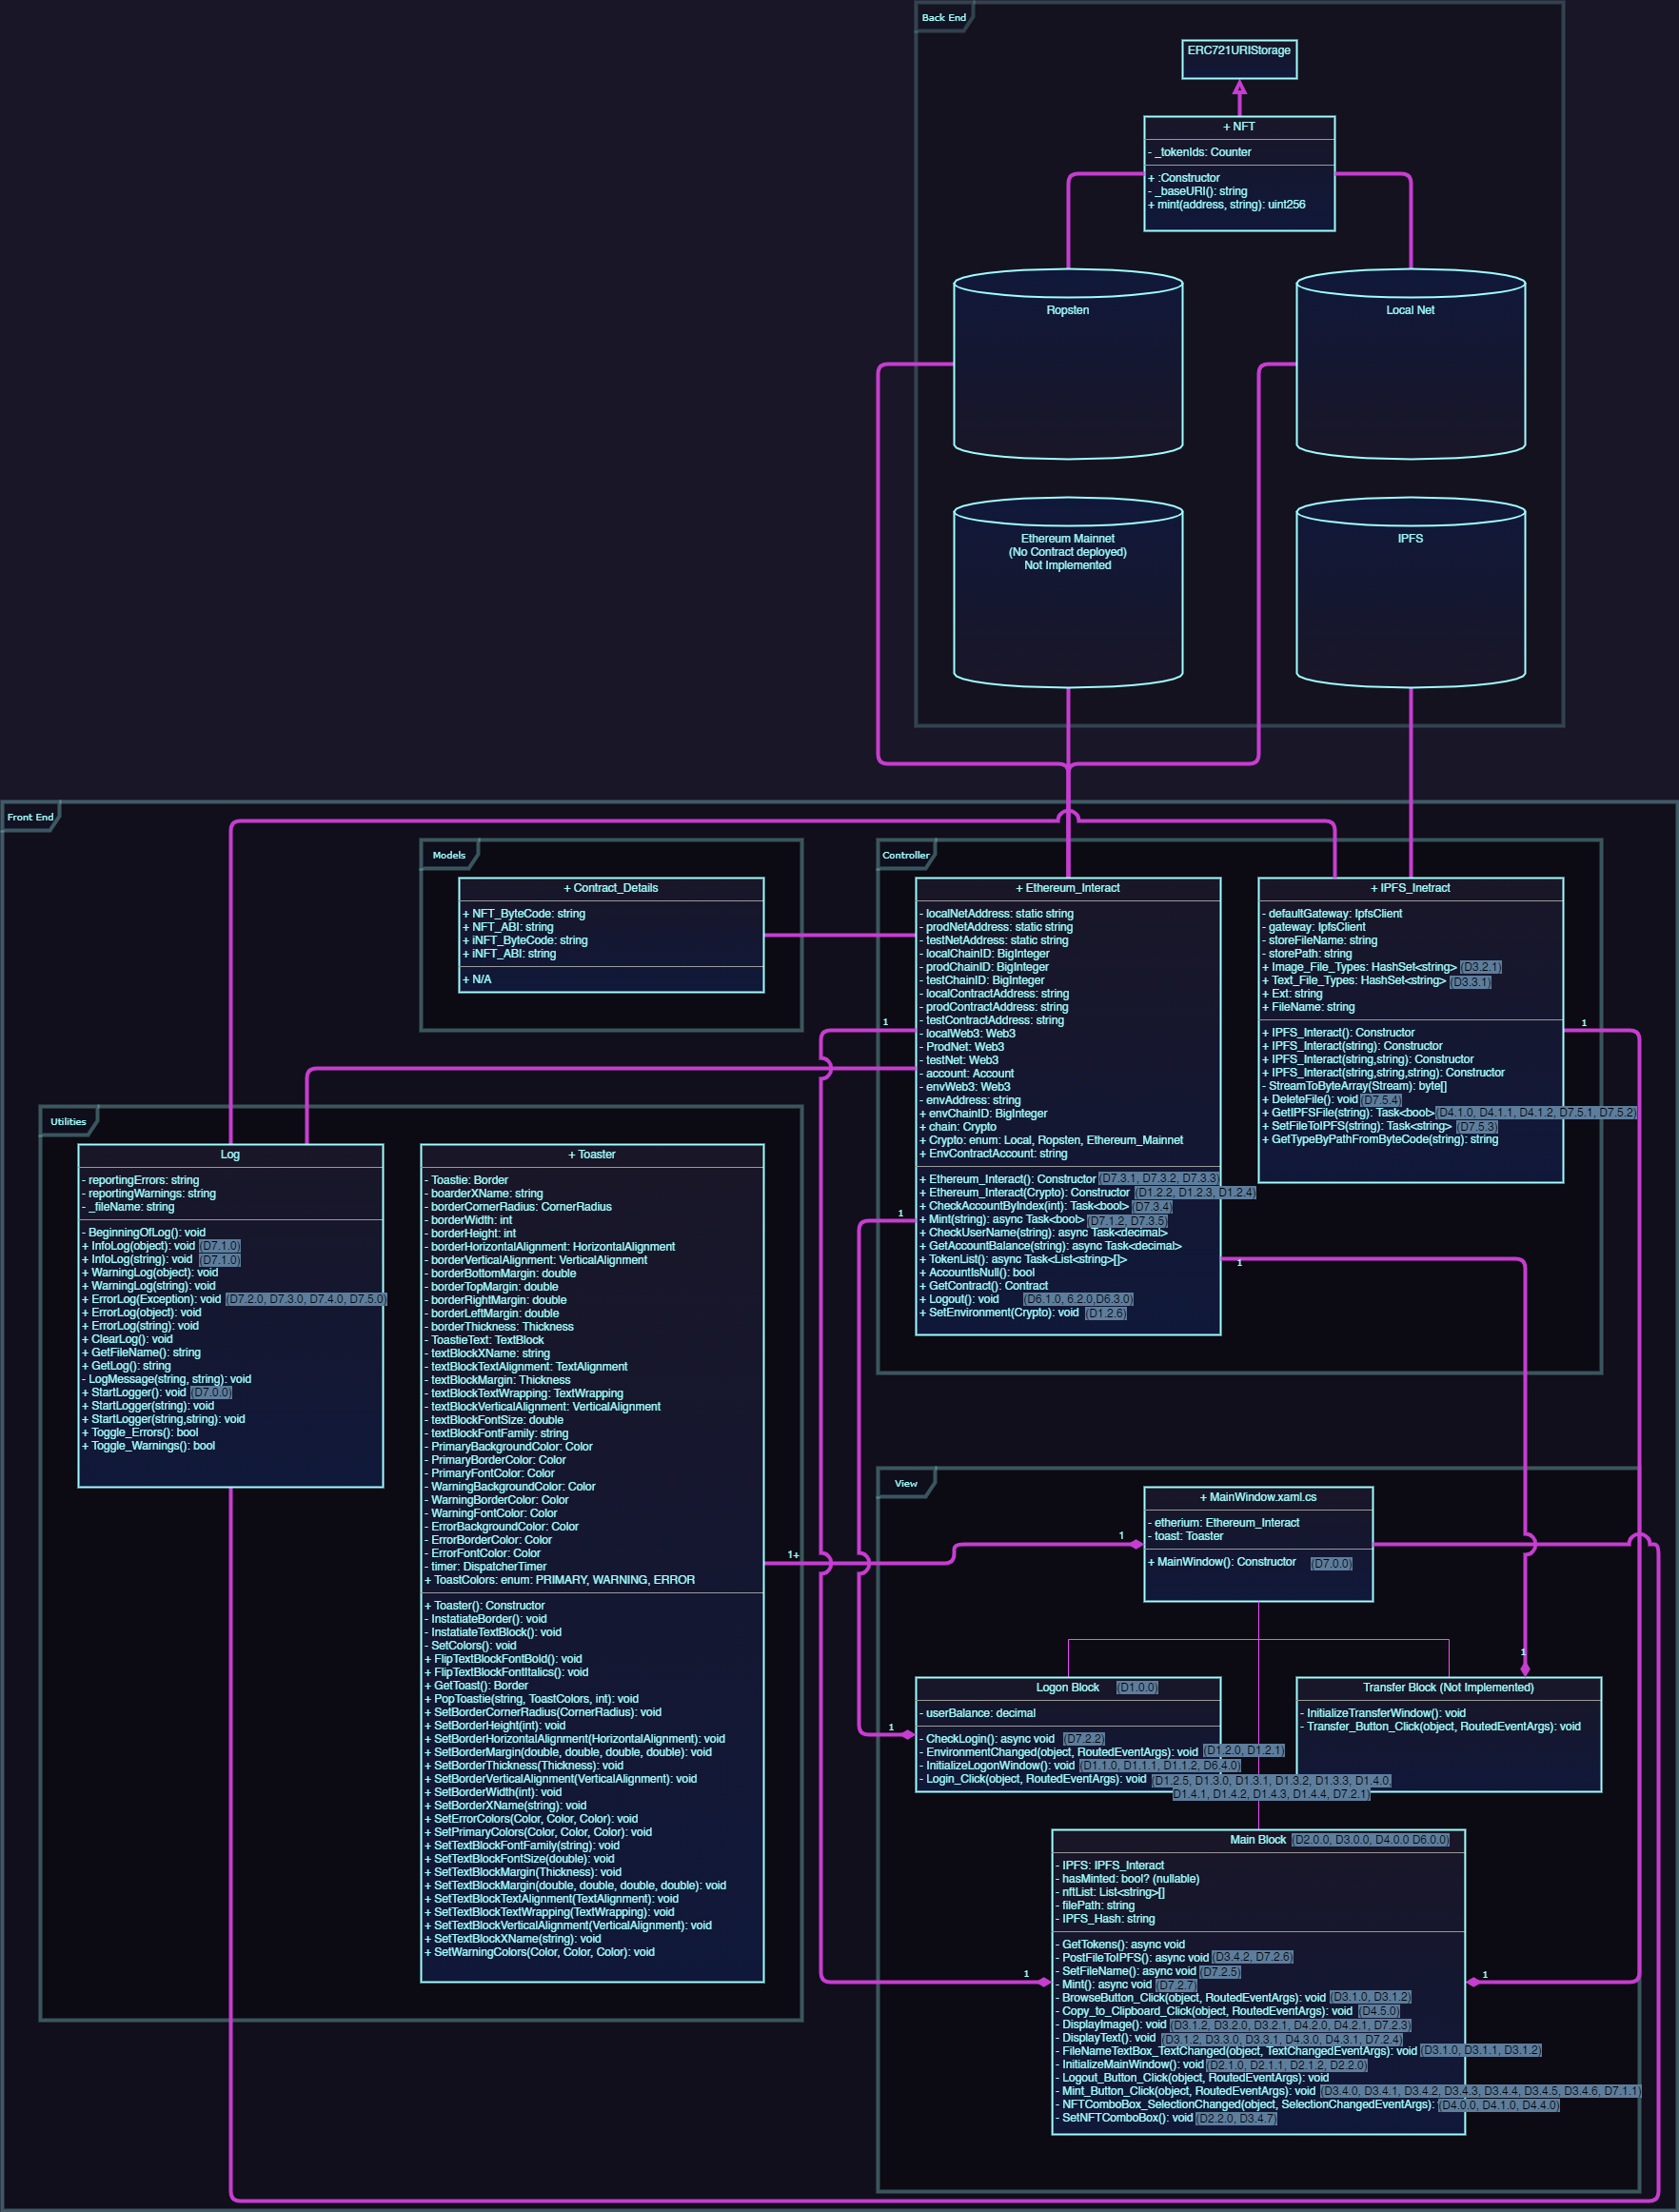 Back End
ERC721URIStorage
+ NFT
- _tokenIds: Counter
+ :Constructor
- _baseURI(): string
+ mint(address, string): uint256
Ropsten
Local Net
Ethereum Mainnet
(No Contract deployed)
Not Implemented
IPFS
Front End
Models
+ Contract_Details
+ NFT_ByteCode: string
+ NFT_ABI: string
+ iNFT_ByteCode: string
+ iNFT_ABI: string
+ N/A
Controller
+ Ethereum_Interact
- localNetAddress: static string
- prodNetAddress: static string
- testNetAddress: static string
- localChainID: BigInteger
- prodChainID: BigInteger
- testChainID: BigInteger
- localContractAddress: string
- prodContractAddress: string
- testContractAddress: string
- localWeb3: Web3
- ProdNet: Web3
- testNet: Web3
- account: Account
- envWeb3: Web3
- envAddress: string
+ envChainID: BigInteger
+ chain: Crypto
+ Crypto: enum: Local, Ropsten, Ethereum_Mainnet
+ EnvContractAccount: string
+ Ethereum_Interact(): Constructor (D7.3.1, D7.3.2, D7.3.3)
+ Ethereum_Interact(Crypto): Constructor (D1.2.2, D1.2.3, D1.2.4)
+ CheckAccountByIndex(int): Task<bool> (D7.3.4)
+ Mint(string): async Task<bool> (D7.1.2, D7.3.5)
+ CheckUserName(string): async Task<decimal>
+ GetAccountBalance(string): async Task<decimal>
+ TokenList(): async Task<List<string>[]>
+ AccountIsNull(): bool
+ GetContract(): Contract
+ Logout(): void (D6.1.0, 6.2.0,D6.3.0)
+ SetEnvironment(Crypto): void (D1.2.6)
+ IPFS_Inetract
- defaultGateway: IpfsClient
- gateway: IpfsClient
- storeFileName: string
- storePath: string
+ Image_File_Types: HashSet<string> (D3.2.1)
+ Text_File_Types: HashSet<string> (D3.3.1)
+ Ext: string
+ FileName: string
+ IPFS_Interact(): Constructor
+ IPFS_Interact(string): Constructor
+ IPFS_Interact(string,string): Constructor
+ IPFS_Interact(string,string,string): Constructor
- StreamToByteArray(Stream): byte[]
+ DeleteFile(): void (D7.5.4)
+ GetIPFSFile(string): Task<bool> (D4.1.0, D4.1.1, D4.1.2, D7.5.1, D7.5.2)
+ SetFileToIPFS(string): Task<string> (D7.5.3)
+ GetTypeByPathFromByteCode(string): string
1
1
1
1
Utilities
Log
- reportingErrors: string
- reportingWarnings: string
- _fileName: string
- BeginningOfLog(): void
+ InfoLog(object): void (D7.1.0)
+ InfoLog(string): void (D7.1.0)
+ WarningLog(object): void
+ WarningLog(string): void
+ ErrorLog(Exception): void (D7.2.0, D7.3.0, D7.4.0, D7.5.0)
+ ErrorLog(object): void
+ ErrorLog(string): void
+ ClearLog(): void
+ GetFileName(): string
+ GetLog(): string
- LogMessage(string, string): void
+ StartLogger(): void (D7.0.0)
+ StartLogger(string): void
+ StartLogger(string,string): void
+ Toggle_Errors(): bool
+ Toggle_Warnings(): bool
+ Toaster
- Toastie: Border
- boarderXName: string
- borderCornerRadius: CornerRadius
- borderWidth: int
- borderHeight: int
- borderHorizontalAlignment: HorizontalAlignment
- borderVerticalAlignment: VerticalAlignment
- borderBottomMargin: double
- borderTopMargin: double
- borderRightMargin: double
- borderLeftMargin: double
- borderThickness: Thickness
- ToastieText: TextBlock
- textBlockXName: string
- textBlockTextAlignment: TextAlignment
- textBlockMargin: Thickness
- textBlockTextWrapping: TextWrapping
- textBlockVerticalAlignment: VerticalAlignment
- textBlockFontSize: double
- textBlockFontFamily: string
- PrimaryBackgroundColor: Color
- PrimaryBorderColor: Color
- PrimaryFontColor: Color
- WarningBackgroundColor: Color
- WarningBorderColor: Color
- WarningFontColor: Color
- ErrorBackgroundColor: Color
- ErrorBorderColor: Color
- ErrorFontColor: Color
- timer: DispatcherTimer
+ ToastColors: enum: PRIMARY, WARNING, ERROR
+ Toaster(): Constructor
- InstatiateBorder(): void
- InstatiateTextBlock(): void
- SetColors(): void
+ FlipTextBlockFontBold(): void
+ FlipTextBlockFontItalics(): void
+ GetToast(): Border
+ PopToastie(string, ToastColors, int): void
+ SetBorderCornerRadius(CornerRadius): void
+ SetBorderHeight(int): void
+ SetBorderHorizontalAlignment(HorizontalAlignment): void
+ SetBorderMargin(double, double, double, double): void
+ SetBorderThickness(Thickness): void
+ SetBorderVerticalAlignment(VerticalAlignment): void
+ SetBorderWidth(int): void
+ SetBorderXName(string): void
+ SetErrorColors(Color, Color, Color): void
+ SetPrimaryColors(Color, Color, Color): void
+ SetTextBlockFontFamily(string): void
+ SetTextBlockFontSize(double): void
+ SetTextBlockMargin(Thickness): void
+ SetTextBlockMargin(double, double, double, double): void
+ SetTextBlockTextAlignment(TextAlignment): void
+ SetTextBlockTextWrapping(TextWrapping): void
+ SetTextBlockVerticalAlignment(VerticalAlignment): void
+ SetTextBlockXName(string): void
+ SetWarningColors(Color, Color, Color): void
1+
View
1
+ MainWindow.xaml.cs
- etherium: Ethereum_Interact
- toast: Toaster
+ MainWindow(): Constructor (D7.0.0)
1
1
Logon Block (D1.0.0)
- userBalance: decimal
- CheckLogin(): async void (D7.2.2)
- EnvironmentChanged(object, RoutedEventArgs): void (D1.2.0, D1.2.1)
- InitializeLogonWindow(): void (D1.1.0, D1.1.1, D1.1.2, D6.4.0)
- Login_Click(object, RoutedEventArgs): void (D1.2.5, D1.3.0, D1.3.1, D1.3.2, D1.3.3, D1.4.0,
D1.4.1, D1.4.2, D1.4.3, D1.4.4, D7.2.1)
Transfer Block (Not Implemented)
- InitializeTransferWindow(): void
- Transfer_Button_Click(object, RoutedEventArgs): void
1
1
Main Block (D2.0.0, D3.0.0, D4.0.0 D6.0.0)
- IPFS: IPFS_Interact
- hasMinted: bool? (nullable)
- nftList: List<string>[]
- filePath: string
- IPFS_Hash: string
- GetTokens(): async void
- PostFileToIPFS(): async void (D3.4.2, D7.2.6)
- SetFileName(): async void (D7.2.5)
- Mint(): async void (D7.2.7)
- BrowseButton_Click(object, RoutedEventArgs): void (D3.1.0, D3.1.2)
- Copy_to_Clipboard_Click(object, RoutedEventArgs): void (D4.5.0)
- DisplayImage(): void (D3.1.2, D3.2.0, D3.2.1, D4.2.0, D4.2.1, D7.2.3)
- DisplayText(): void (D3.1.2, D3.3.0, D3.3.1, D4.3.0, D4.3.1, D7.2.4)
- FileNameTextBox_TextChanged(object, TextChangedEventArgs): void (D3.1.0, D3.1.1, D3.1.2)
- InitializeMainWindow(): void (D2.1.0, D2.1.1, D2.1.2, D2.2.0)
- Logout_Button_Click(object, RoutedEventArgs): void
- Mint_Button_Click(object, RoutedEventArgs): void (D3.4.0, D3.4.1, D3.4.2, D3.4.3, D3.4.4, D3.4.5, D3.4.6, D7.1.1)
- NFTComboBox_SelectionChanged(object, SelectionChangedEventArgs): (D4.0.0, D4.1.0, D4.4.0)
- SetNFTComboBox(): void (D2.2.0, D3.4.7)